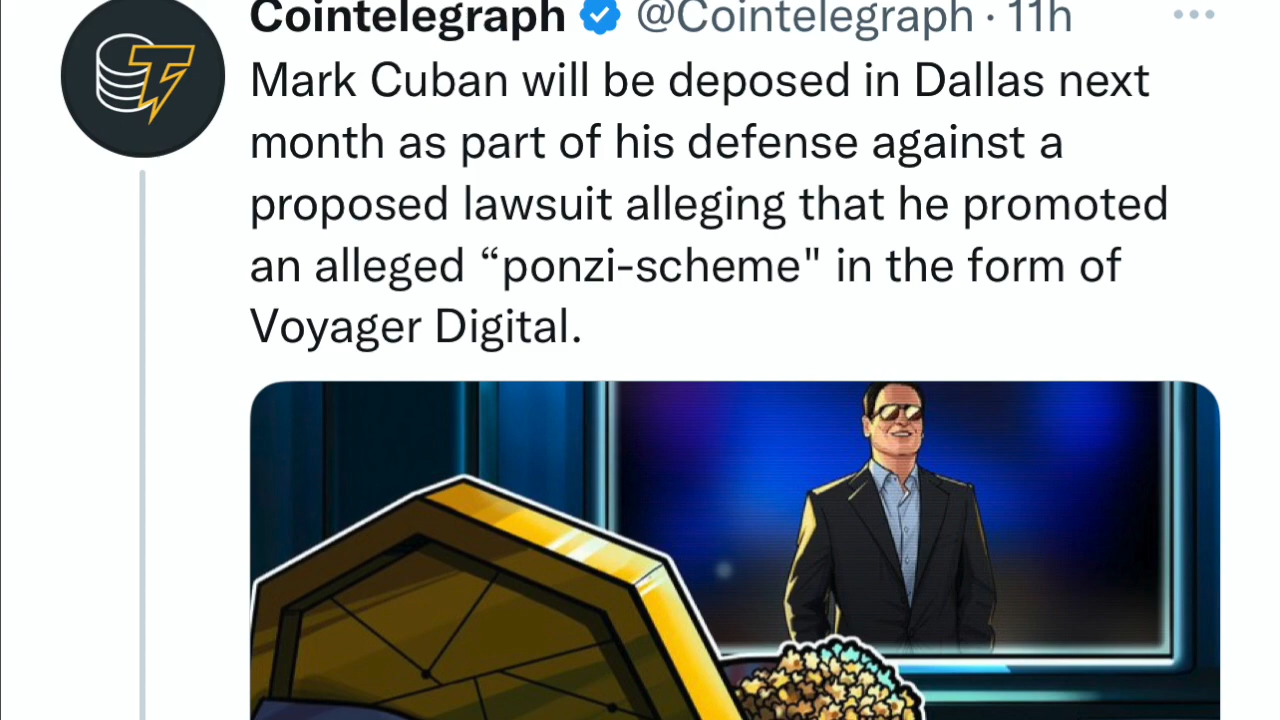 Cointelegraph @Cointelegraph · 11h
Mark Cuban will be deposed in Dallas next
month as part of his defense against a
proposed lawsuit alleging that he promoted
an alleged “ponzi-scheme" in the form of
Voyager Digital.